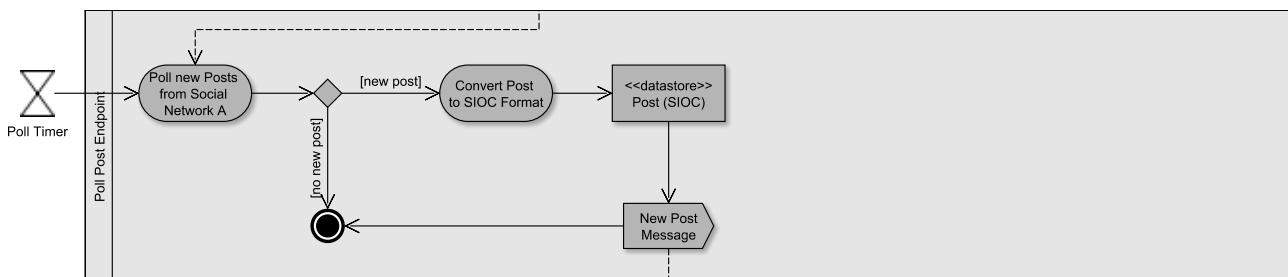 Poll Timer
Poll Post Endpoint
Poll new Posts
from Social
Network A
[new post]
[no new post]
Convert Post
to SIOC Format
<<datastore>>
Post (SIOC)
New Post
Message